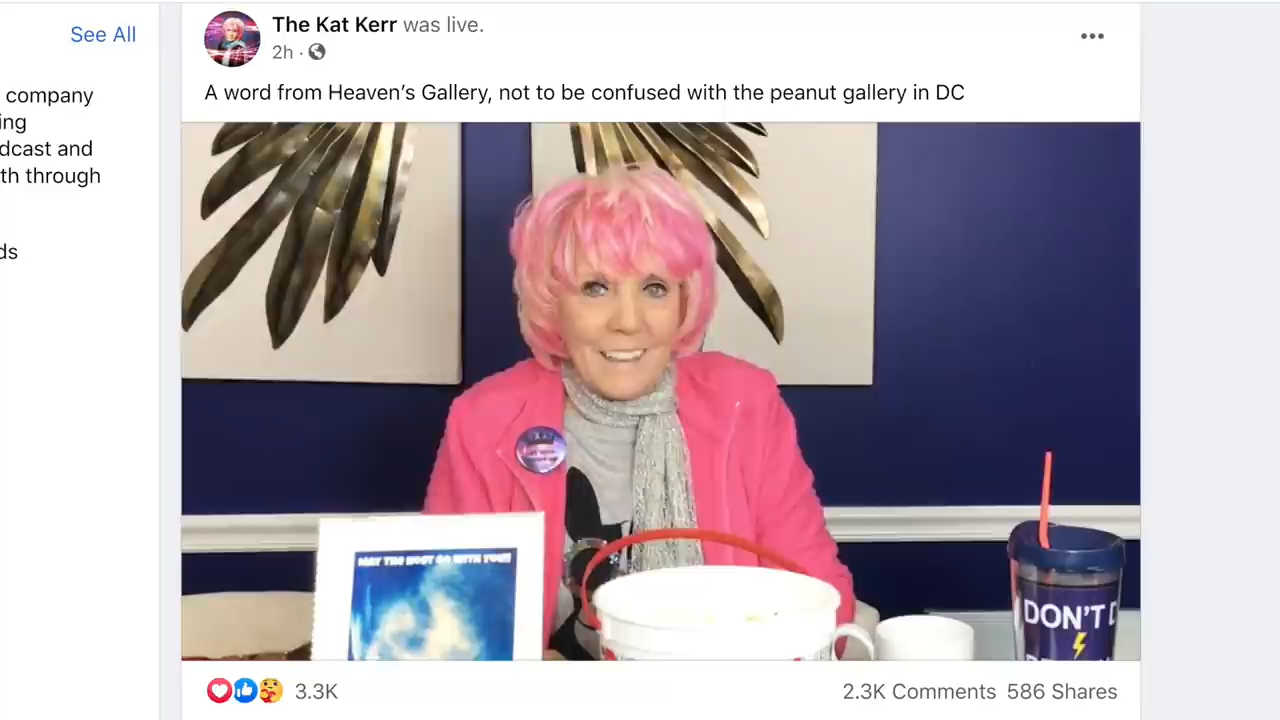 See All
company
ing
dcast and
th through
ds
The Kat Kerr was live.
2h ·
A word from Heaven's Gallery, not to be confused with the peanut gallery in DC
MAY THE HOST GO WITH YOU!!
DON'T D
3.3K
2.3K Comments 586 Shares